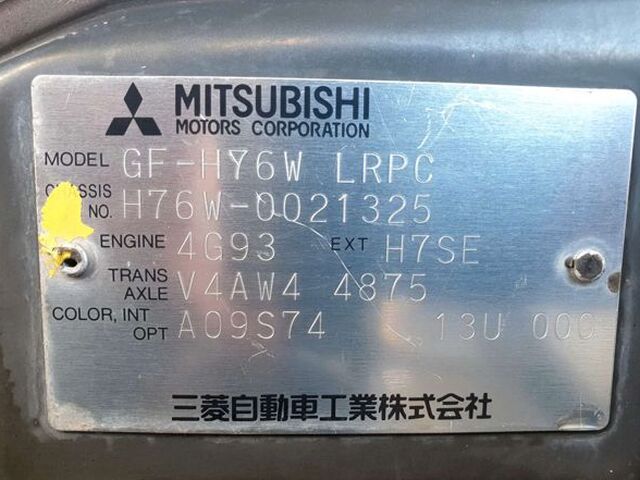 MITSUBISHI
MOTORS CORPORATION
MODEL GF-HY6W LRPC
CHASSIS NO. H76W-0021325
ENGINE 4G93 EXT H7SE
TRANS AXLE V4AW4 4875
COLOR, INT OPT A09S74 13U 00C
三菱自動車工業株式会社